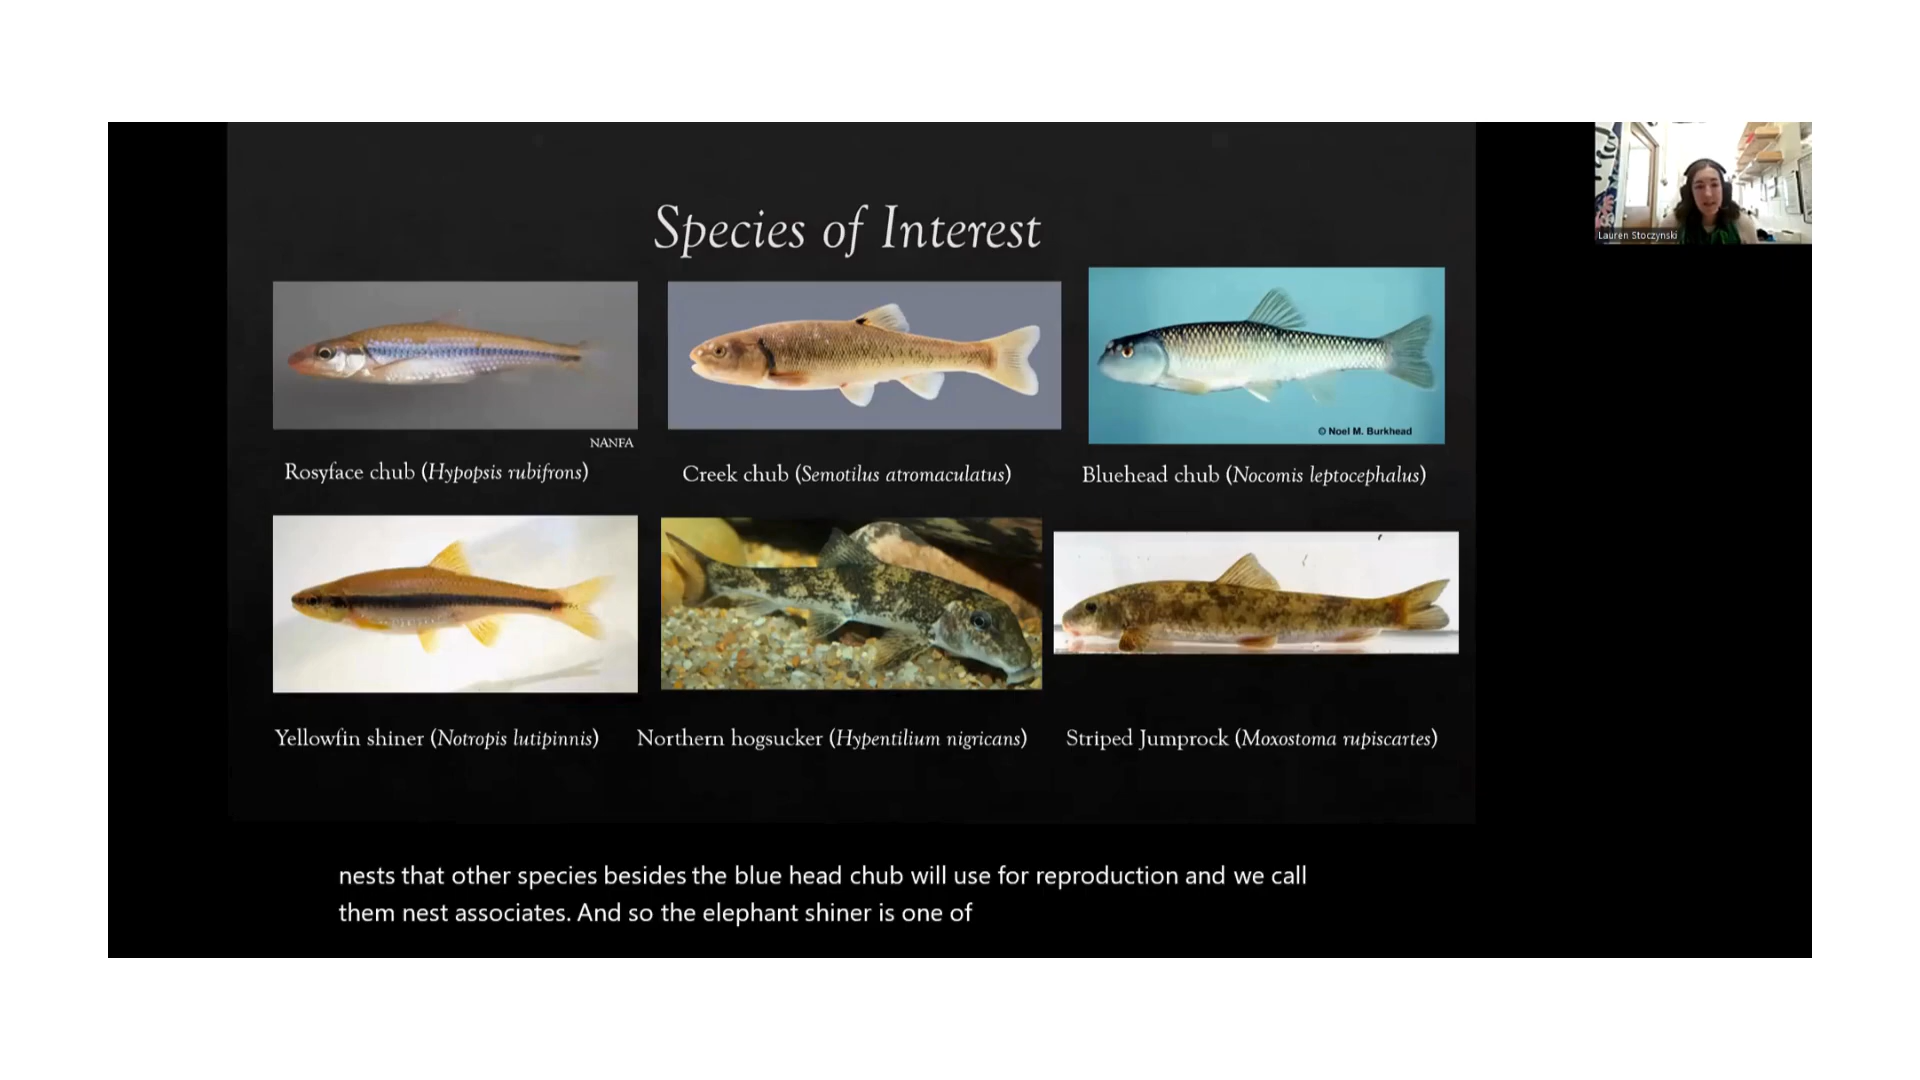 Species of Interest
Lauren Stoczynski
© Noel M. Burkhead
NANFA
Rosyface chub (Hypopsis rubifrons)
Creek chub (Semotilus atromaculatus)
Bluehead chub (Nocomis leptocephalus)
Yellowfin shiner (Notropis lutipinnis)
Northern hogsucker (Hypentilium nigricans)
Striped Jumprock (Moxostoma rupiscartes)
nests that other species besides the blue head chub will use for reproduction and we call
them nest associates. And so the elephant shiner is one of